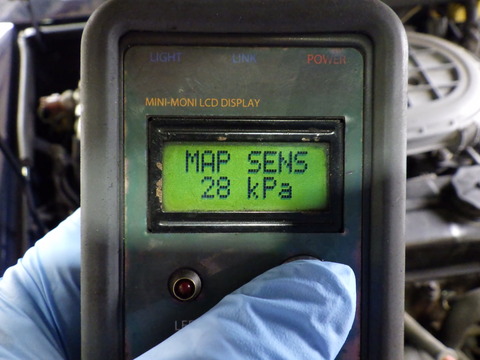 LIGHT LINK POWER
MINI-MONI LCD DISPLAY
MAP SENS
28 kPa